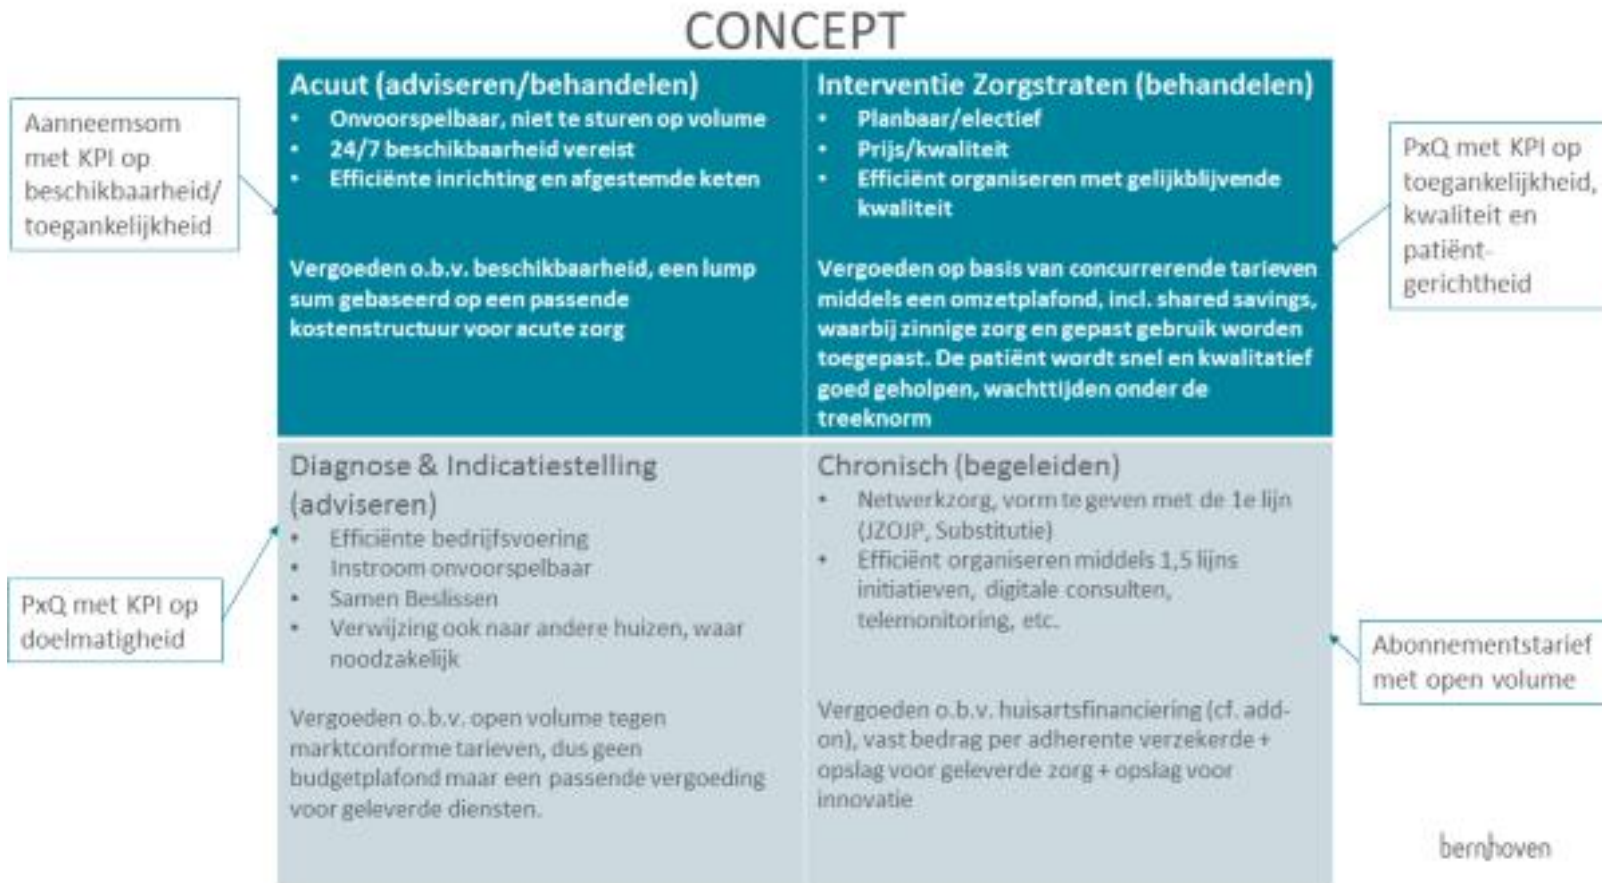 CONCEPT
Aanneemsom
met KPI op
beschikbaarheid/
toegankelijkheid
Acuut (adviseren/behandelen)
• Onvoorspelbaar, niet te sturen op volume
• 24/7 beschikbaarheid vereist
• Efficiënte inrichting en afgestemde keten
Vergoeden o.b.v. beschikbaarheid, een lump
sum gebaseerd op een passende
kostenstructuur voor acute zorg
Interventie Zorgstraten (behandelen)
• Planbaar/electief
• Prijs/kwaliteit
• Efficiënt organiseren met gelijkblijvende
kwaliteit
Vergoeden op basis van concurrerende tarieven
middels een omzetplafond, incl. shared savings,
waarbij zinnige zorg en gepast gebruik worden
toegepast. De patiënt wordt snel en kwalitatief
goed geholpen, wachttijden onder de
treeknorm
PxQ met KPI op
toegankelijkheid,
kwaliteit en
patiënt-
gerichtheid
PxQ met KPI op
doelmatigheid
Diagnose & Indicatiestelling
(adviseren)
• Efficiënte bedrijfsvoering
• Instroom onvoorspelbaar
• Samen Beslissen
• Verwijzing ook naar andere huizen, waar
noodzakelijk
Vergoeden o.b.v. open volume tegen
marktconforme tarieven, dus geen
budgetplafond maar een passende vergoeding
voor geleverde diensten.
Chronisch (begeleiden)
• Netwerkzorg, vorm te geven met de 1e lijn
(JZOJP, Substitutie)
• Efficiënt organiseren middels 1,5 lijns
initiatieven, digitale consulten,
telemonitoring, etc.
Vergoeden o.b.v. huisartsfinanciering (cf. add-
on), vast bedrag per adherente verzekerde +
opslag voor geleverde zorg + opslag voor
innovatie
Abonnementstarief
met open volume
bernhoven